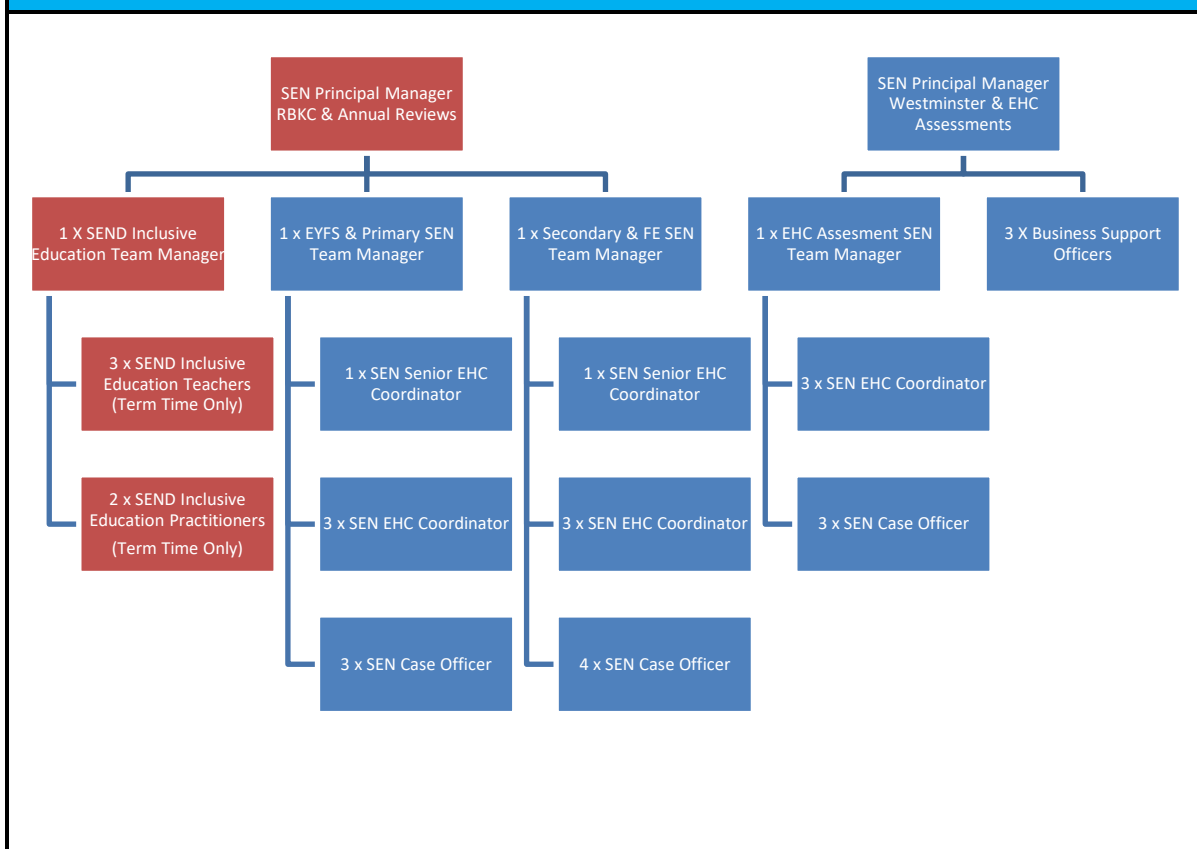 SEN Principal Manager
RBKC & Annual Reviews
SEN Principal Manager
Westminster & EHC
Assessments
1 X SEND Inclusive
Education Team Manager
1 x EYFS & Primary SEN
Team Manager
1 x Secondary & FE SEN
Team Manager
1 x EHC Assesment SEN
Team Manager
3 X Business Support
Officers
3 x SEND Inclusive
Education Teachers
(Term Time Only)
1 x SEN Senior EHC
Coordinator
1 x SEN Senior EHC
Coordinator
3 x SEN EHC Coordinator
2 x SEND Inclusive
Education Practitioners
(Term Time Only)
3 x SEN EHC Coordinator
3 x SEN EHC Coordinator
3 x SEN Case Officer
3 x SEN Case Officer
4 x SEN Case Officer